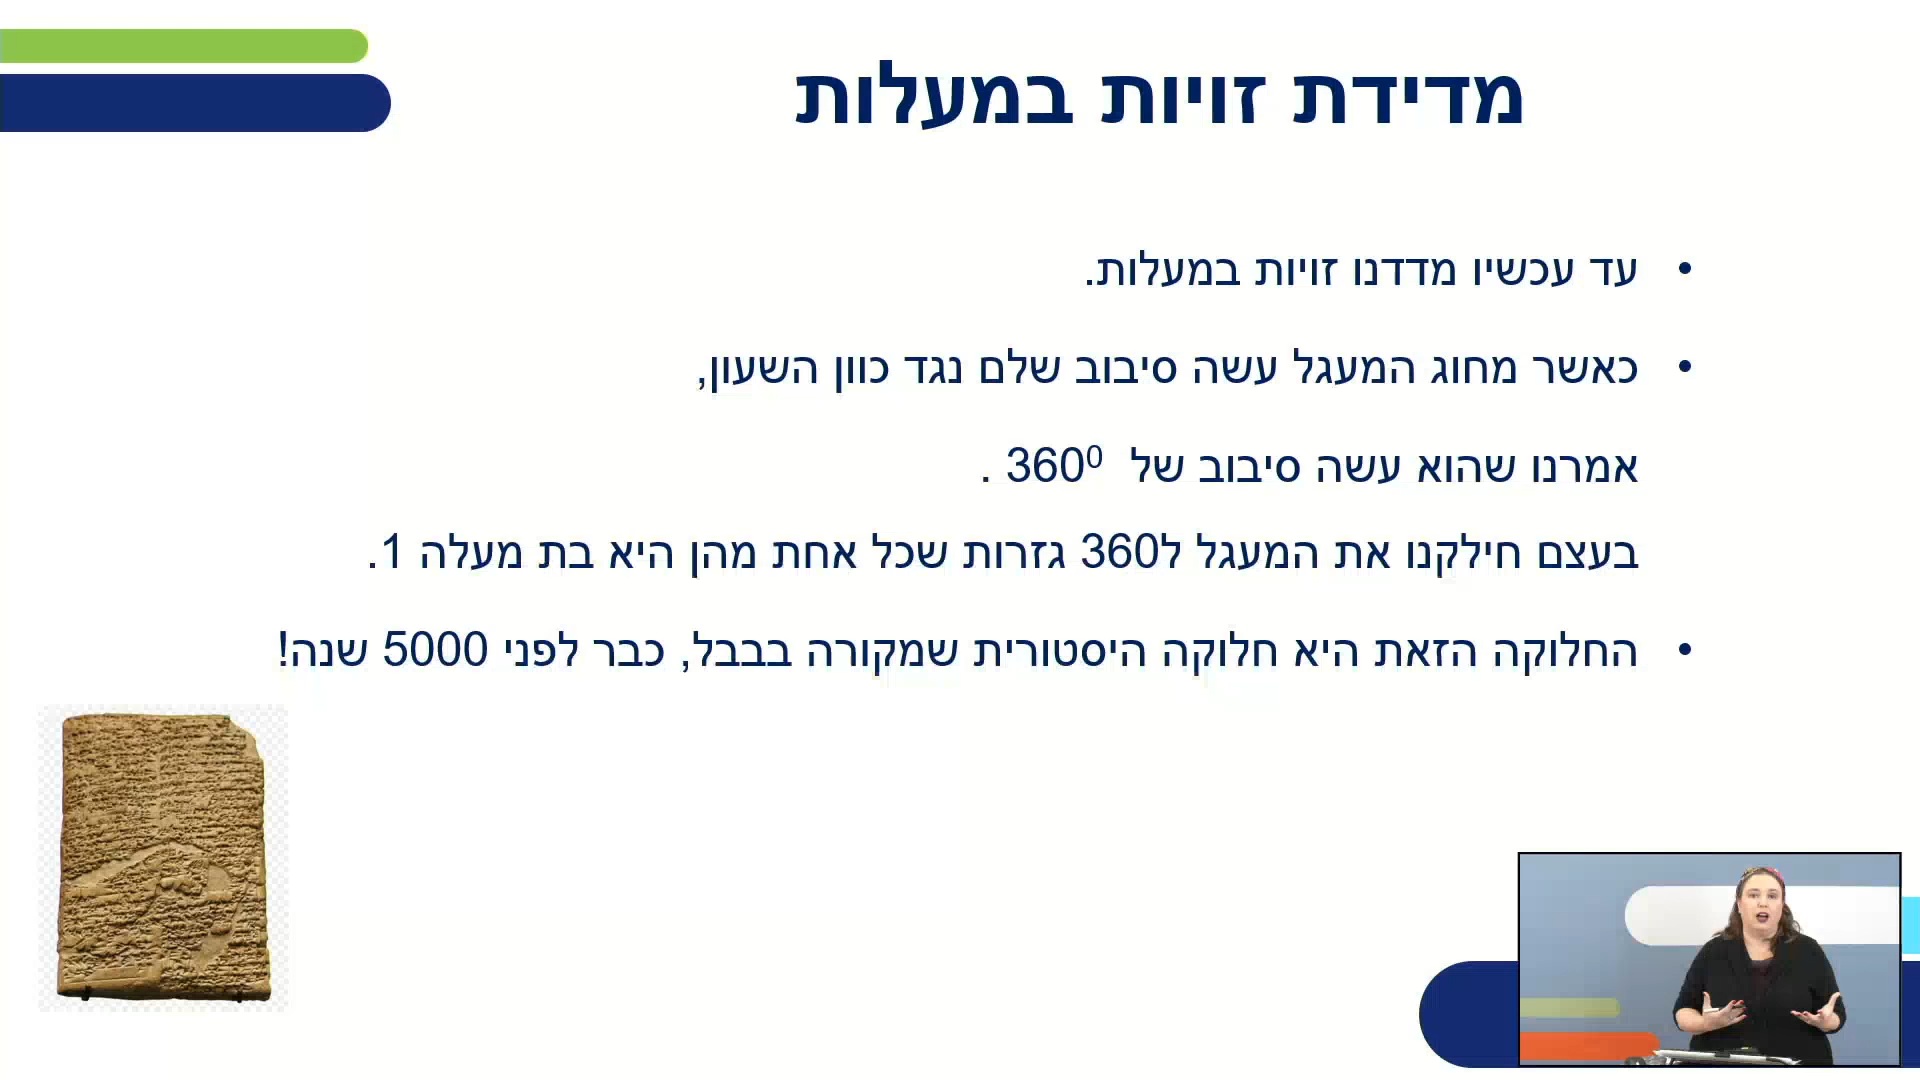 מדידת זויות במעלות
• עד עכשיו מדדנו זויות במעלות.
• כאשר מחוג המעגל עשה סיבוב שלם נגד כוון השעון,
אמרנו שהוא עשה סיבוב של 360⁰ .
בעצם חילקנו את המעגל ל360 גזרות שכל אחת מהן היא בת מעלה 1.
• החלוקה הזאת היא חלוקה היסטורית שמקורה בבבל, כבר לפני 5000 שנה!